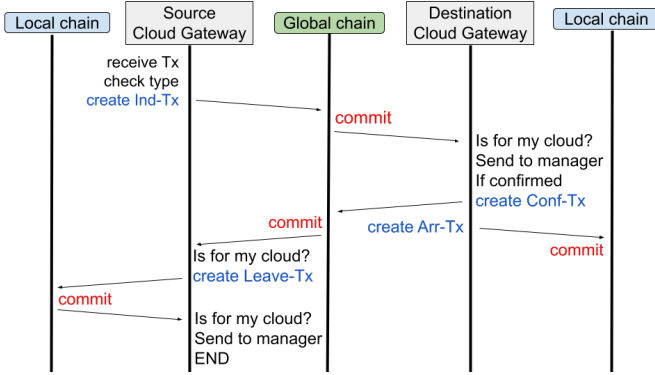 Local chain
Source
Cloud Gateway
Global chain
Destination
Cloud Gateway
Local chain
receive Tx
check type
create Ind-Tx
commit
Is for my cloud?
Send to manager
If confirmed
create Conf-Tx
commit
create Arr-Tx
commit
Is for my cloud?
create Leave-Tx
commit
Is for my cloud?
Send to manager
END